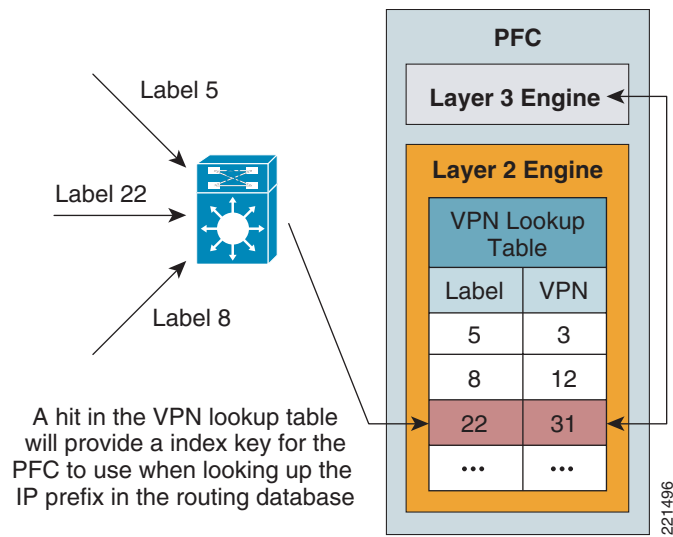 Label 5
Label 22
Label 8
A hit in the VPN lookup table
will provide a index key for the
PFC to use when looking up the
IP prefix in the routing database
PFC
Layer 3 Engine
Layer 2 Engine
VPN Lookup
Table
Label VPN
5 3
8 12
22 31
... ...
221496